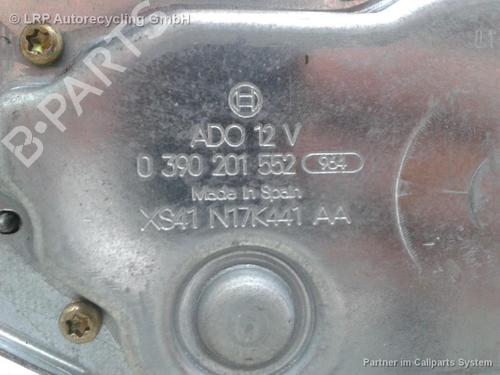 © LRP Autorecycling GmbH
B-PARTS
ADO 12 V
0 390 201 552 984
Made in Spain
XS41 N17K441 AA
Partner im Callparts System